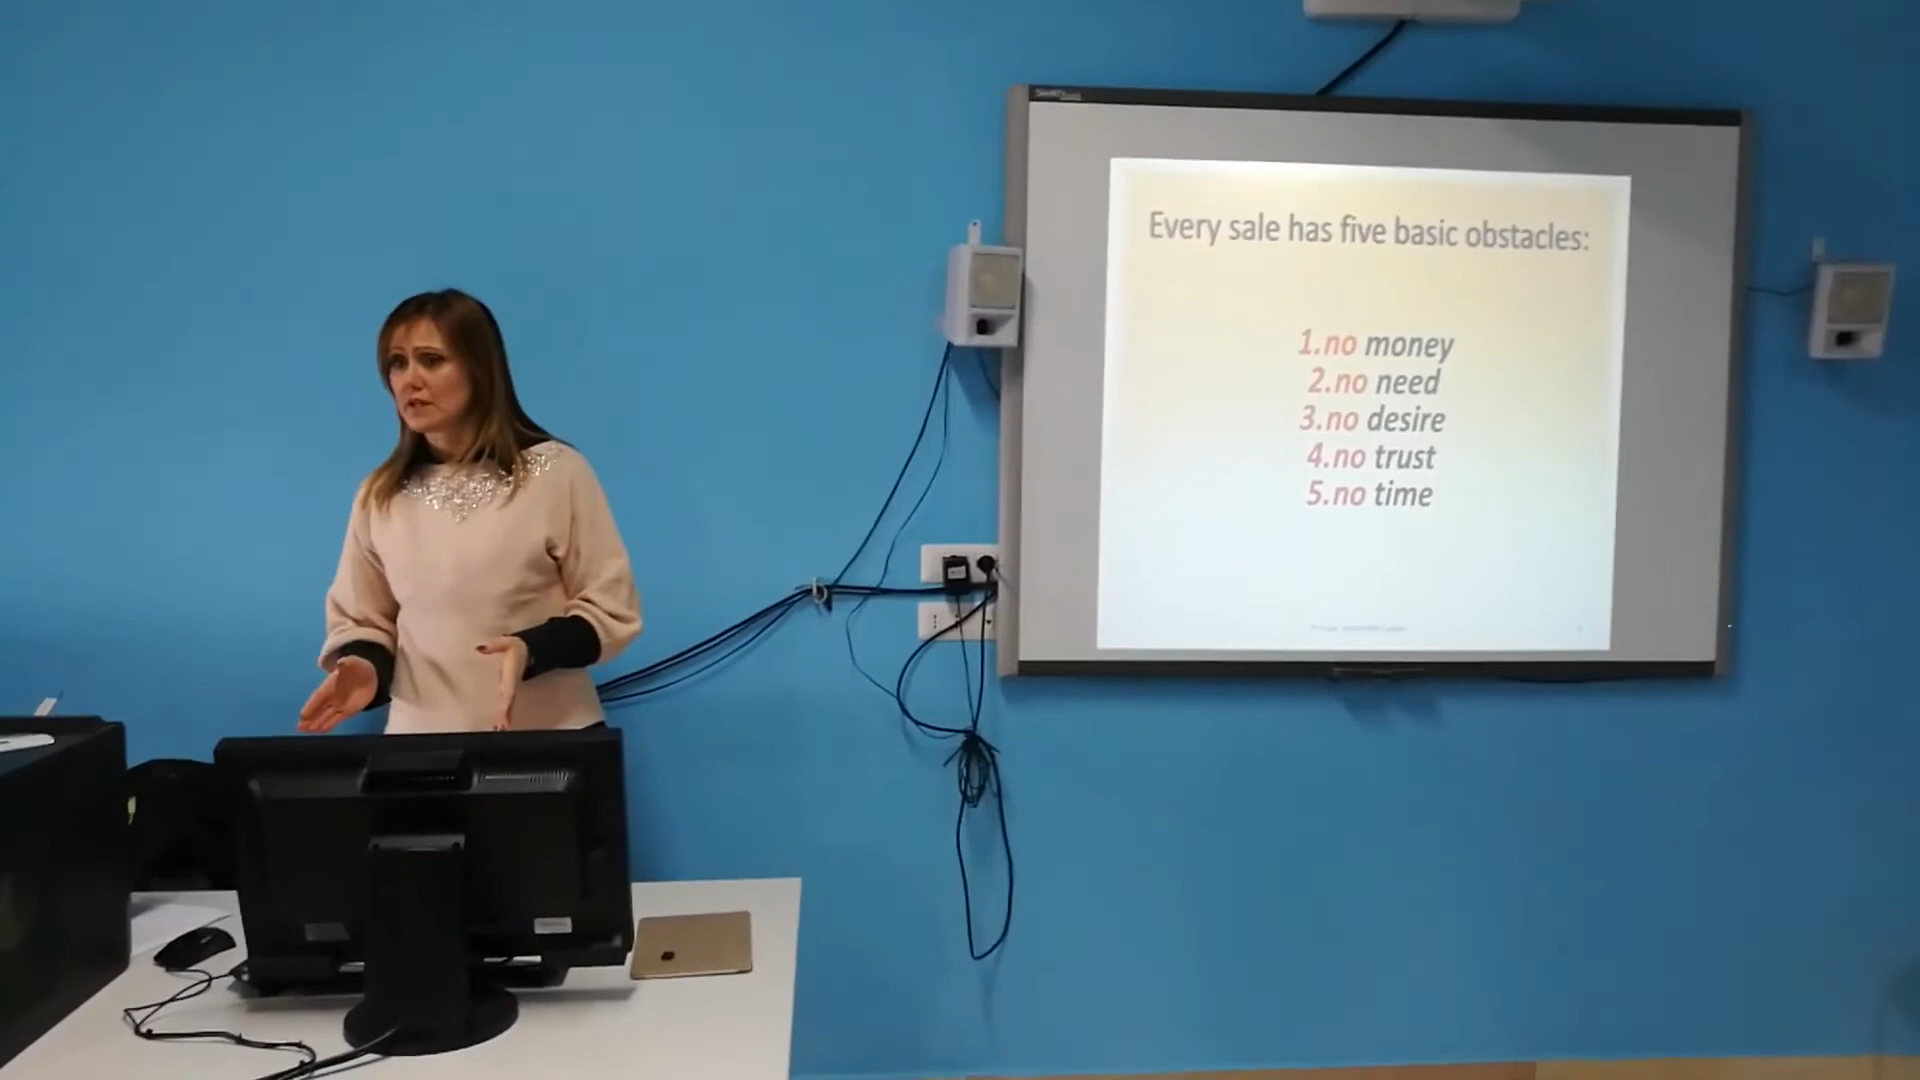 Every sale has five basic obstacles:
1.no money
2.no need
3.no desire
4.no trust
5.no time